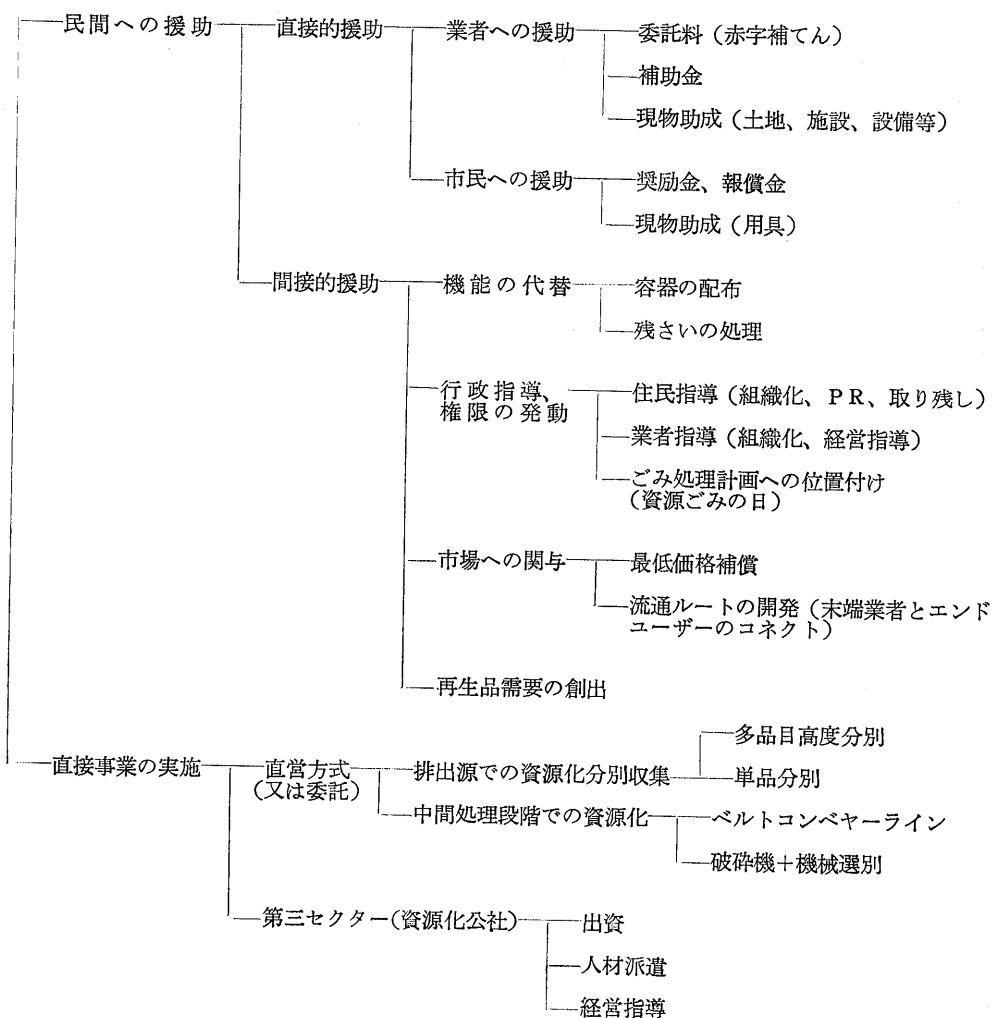 民間への援助
直接的援助
業者への援助
委託料（赤字補てん）
補助金
現物助成（土地、施設、設備等）
市民への援助
奨励金、報償金
現物助成（用具）
間接的援助
機能の代替
容器の配布
残さいの処理
行政指導、
権限の発動
住民指導（組織化、ＰＲ、取り残し）
業者指導（組織化、経営指導）
ごみ処理計画への位置付け
（資源ごみの日）
市場への関与
最低価格補償
流通ルートの開発（末端業者とエンド
ユーザーのコネクト）
再生品需要の創出
直接事業の実施
直営方式
（又は委託）
排出源での資源化分別収集
多品目高度分別
単品分別
中間処理段階での資源化
ベルトコンベヤーライン
破砕機＋機械選別
第三セクター（資源化公社）
出資
人材派遣
経営指導